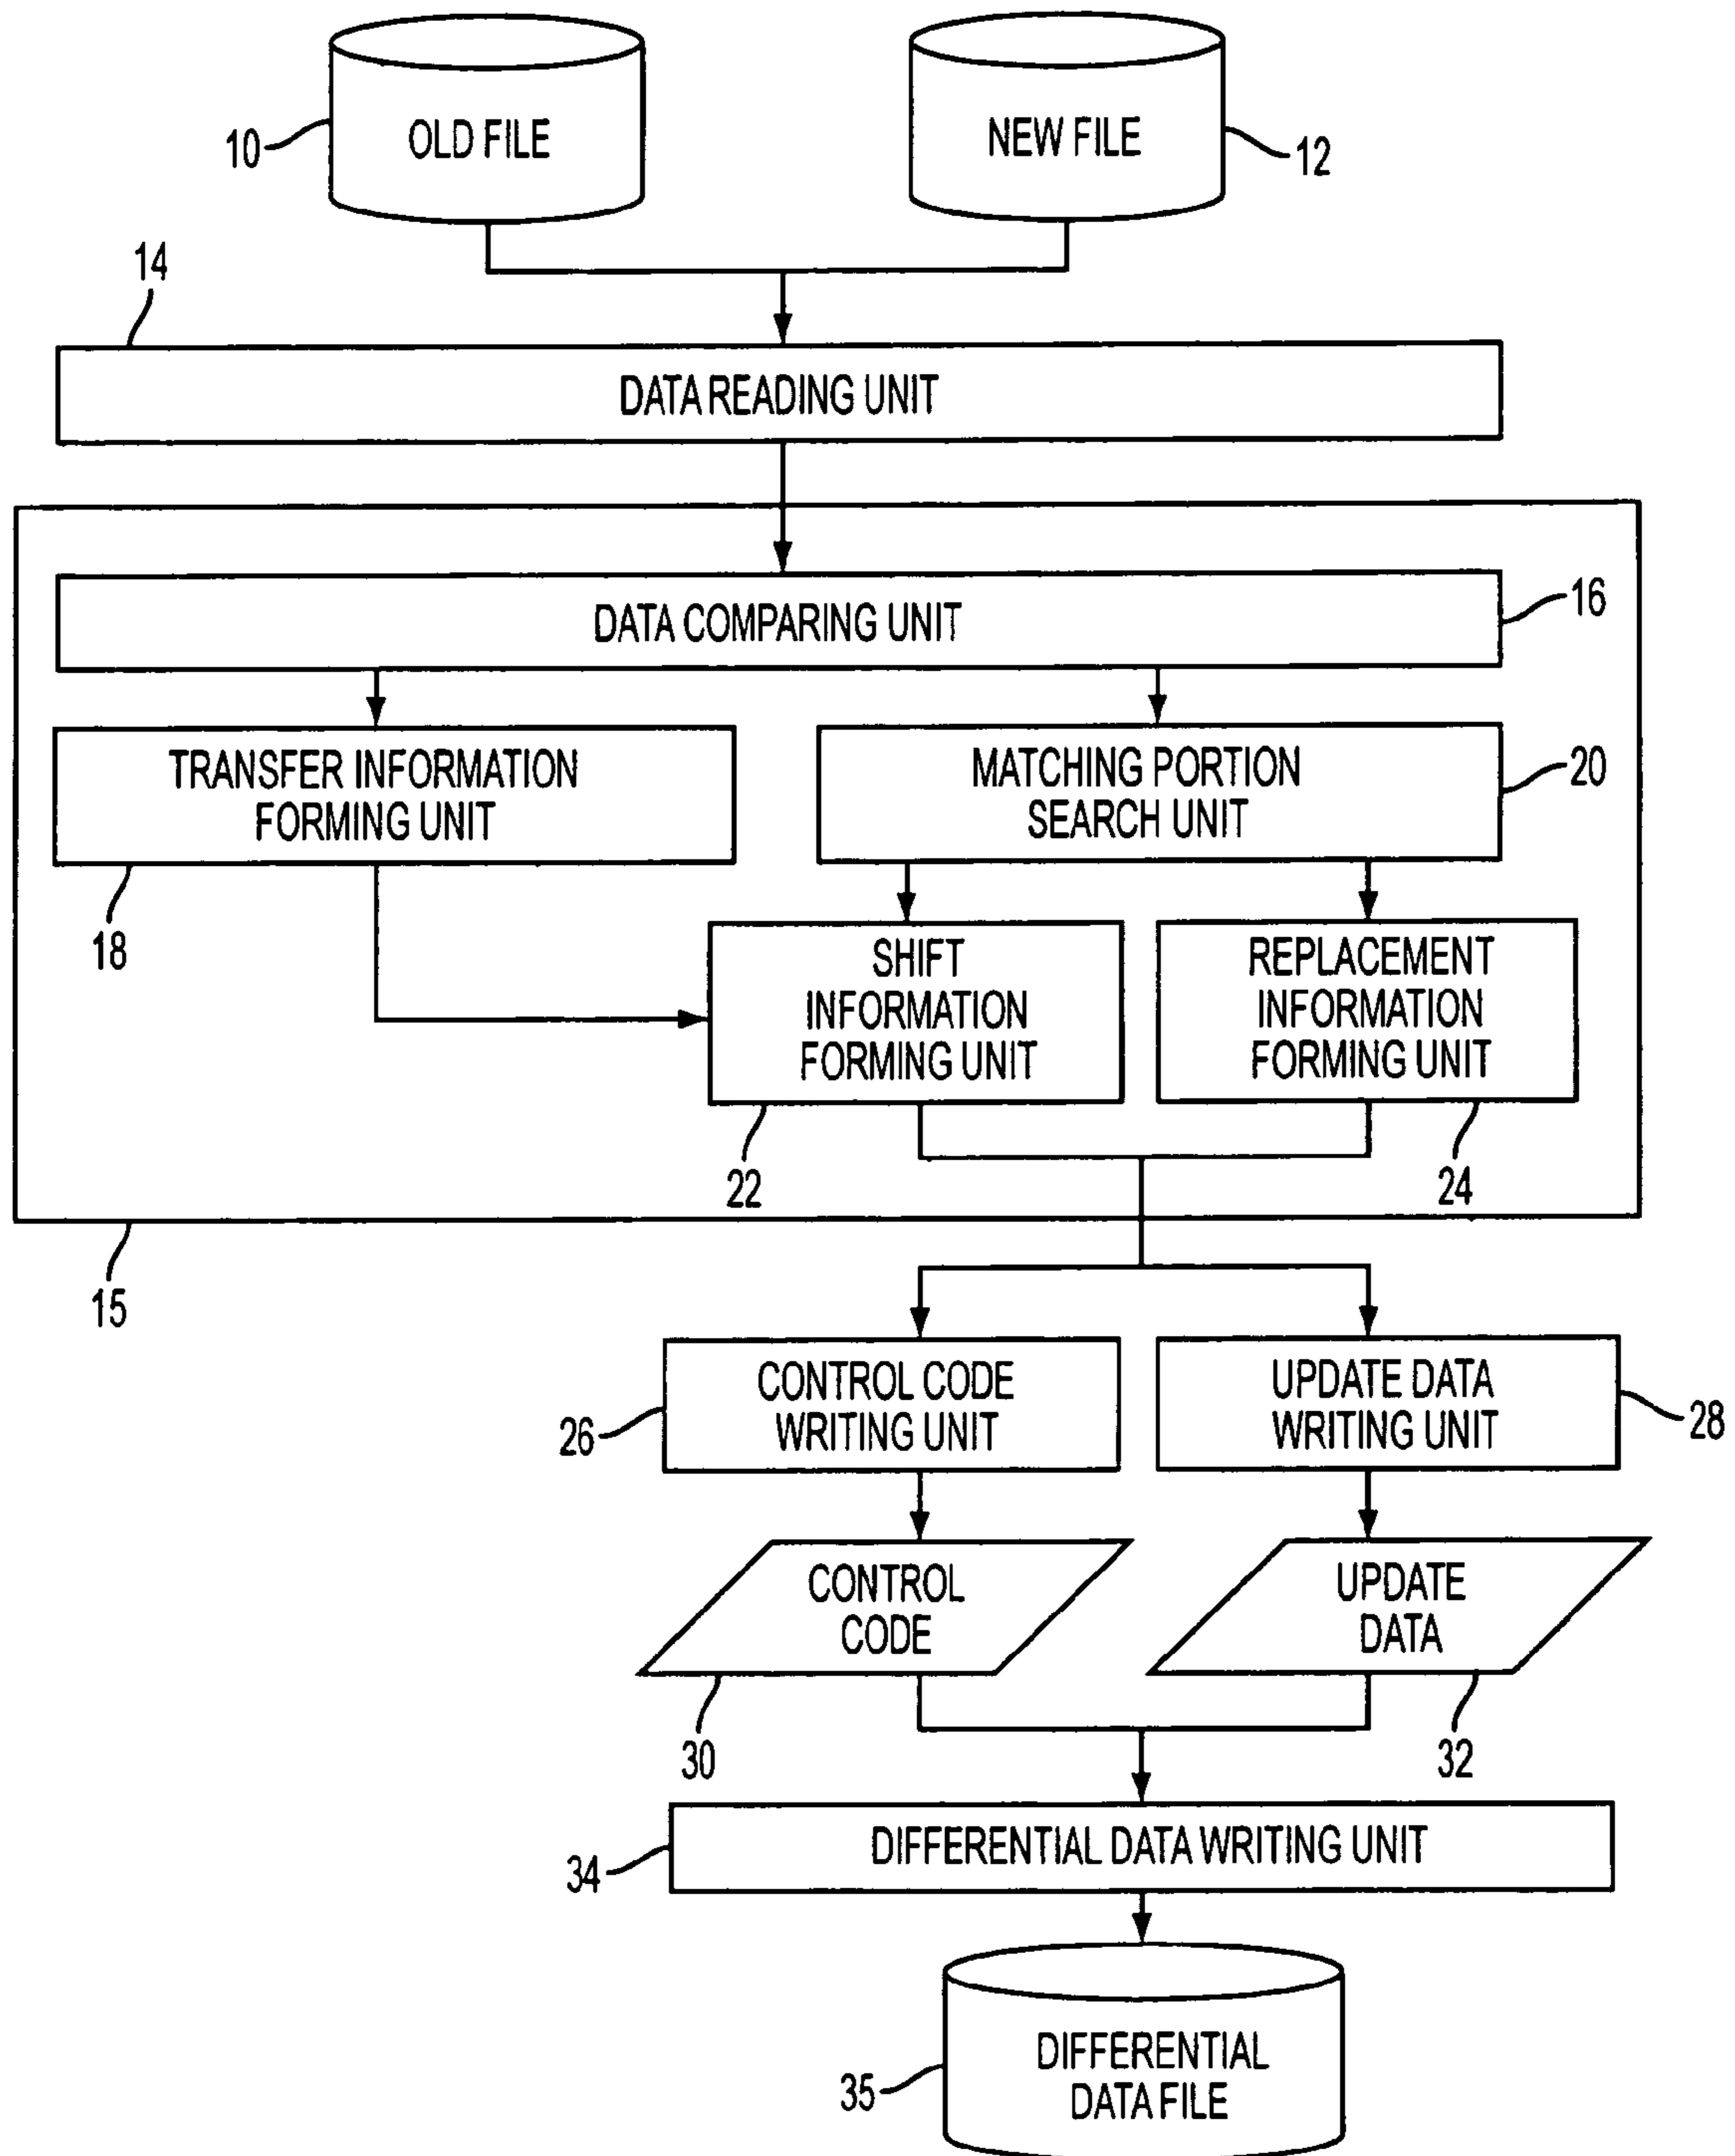 OLD FILE
NEW FILE
10
12
14
DATA READING UNIT
DATA COMPARING UNIT
16
TRANSFER INFORMATION
FORMING UNIT
MATCHING PORTION
SEARCH UNIT
20
18
SHIFT
INFORMATION
FORMING UNIT
REPLACEMENT
INFORMATION
FORMING UNIT
22
24
15
CONTROL CODE
WRITING UNIT
UPDATE DATA
WRITING UNIT
26
28
CONTROL
CODE
UPDATE
DATA
30
32
DIFFERENTIAL DATA WRITING UNIT
34
DIFFERENTIAL
DATA FILE
35